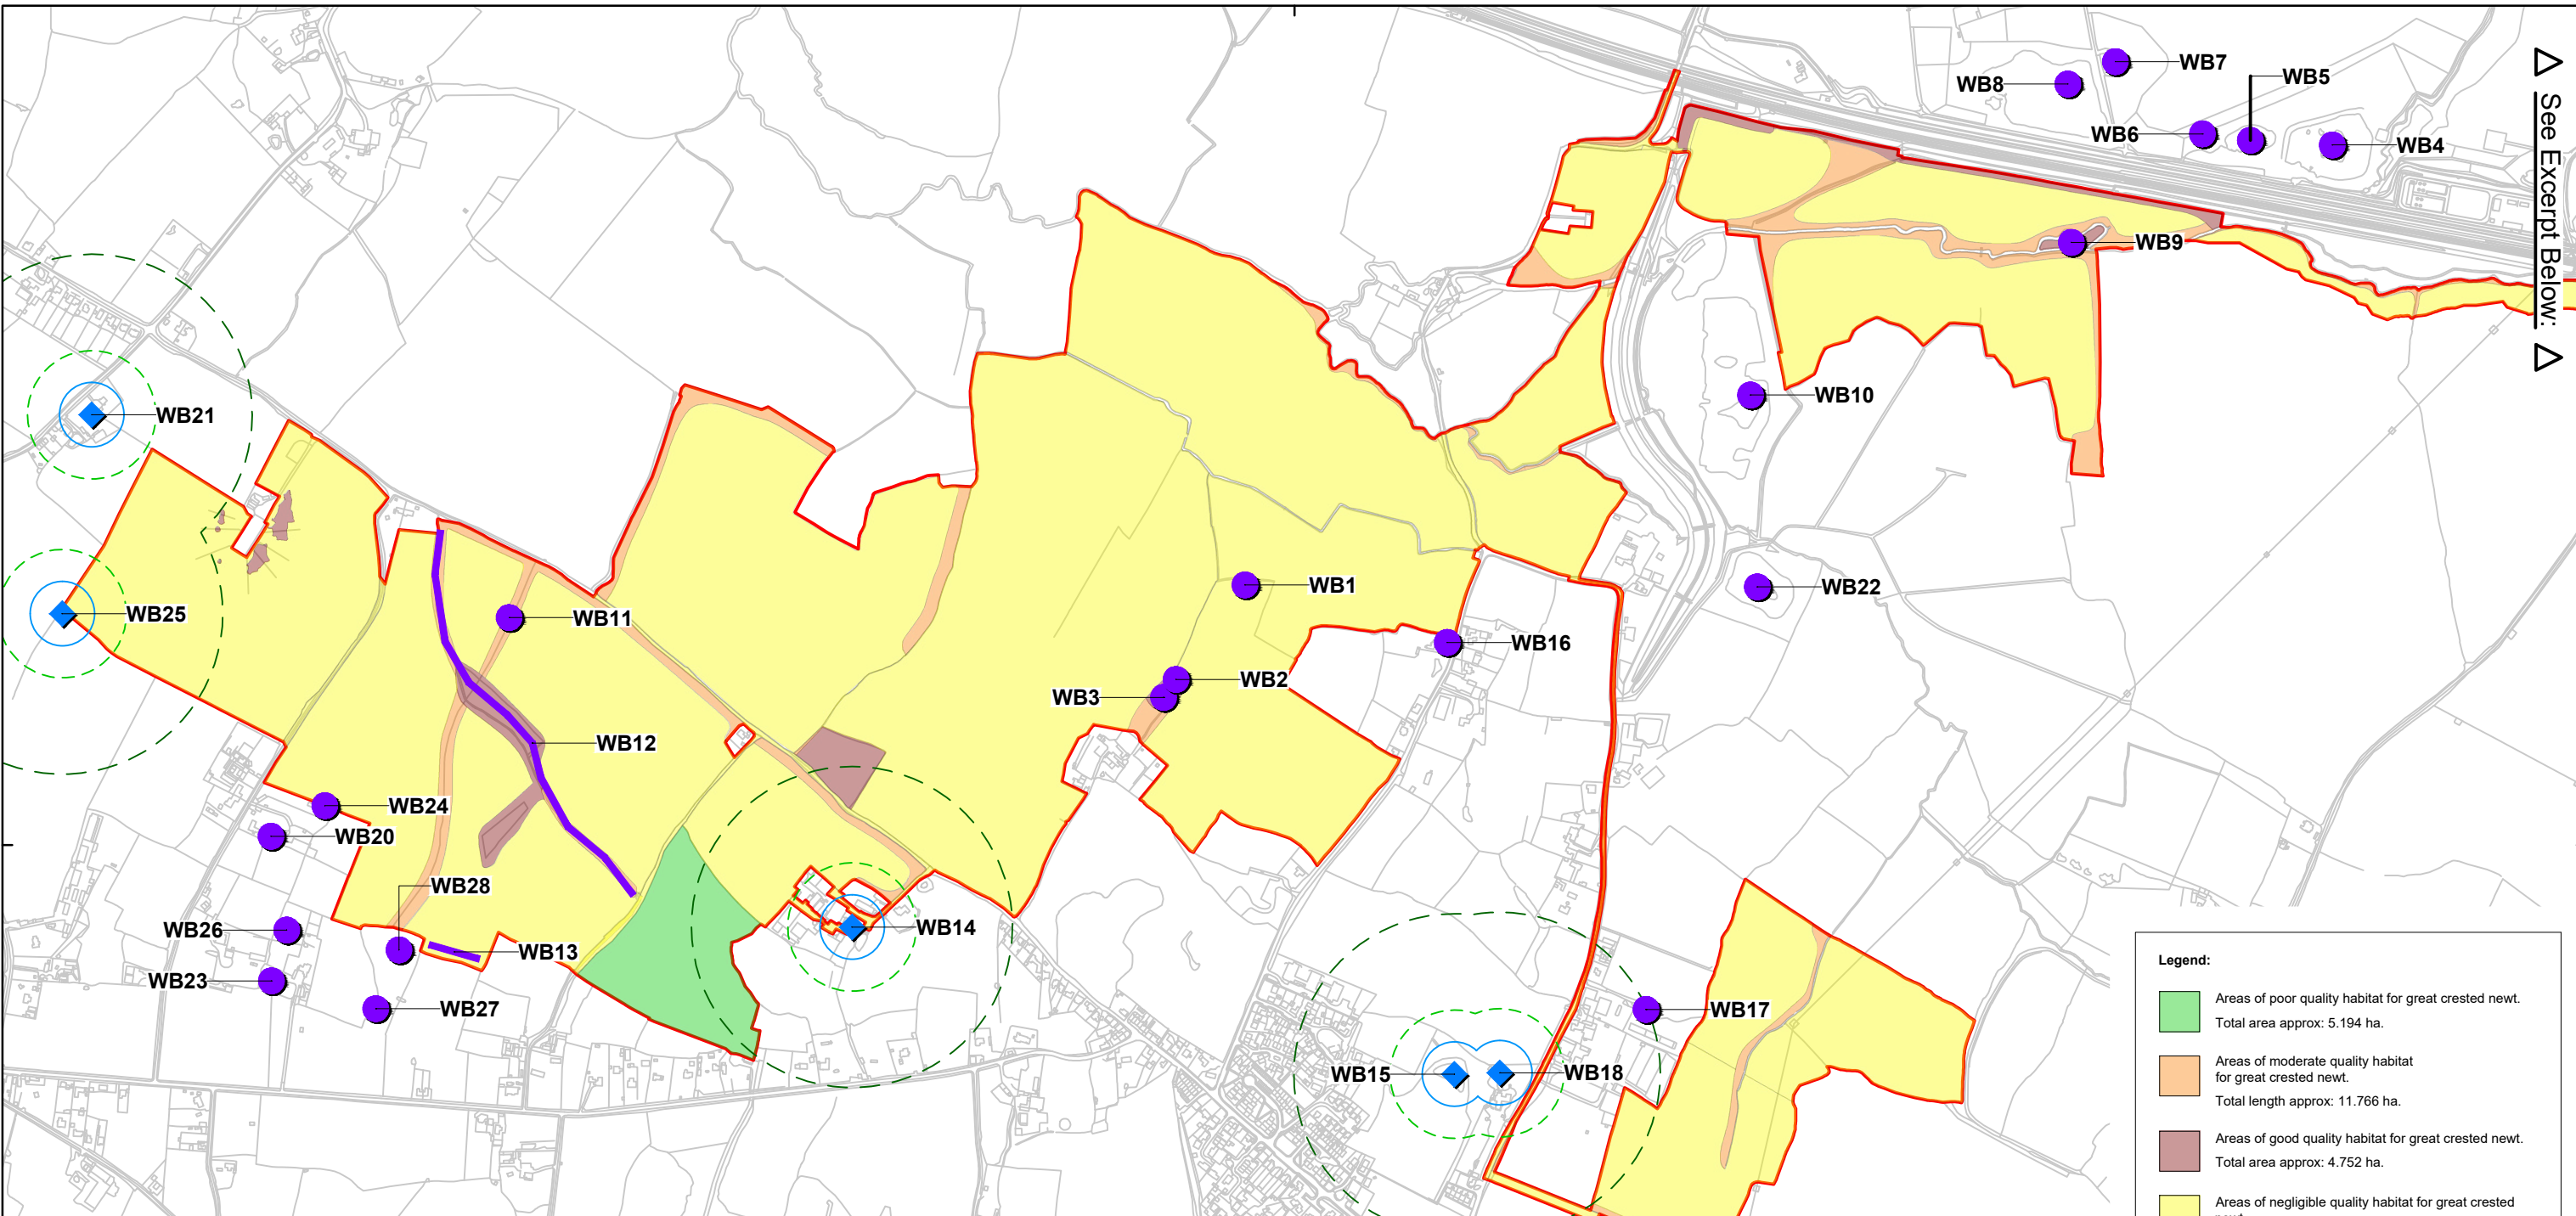 WB7
WB8
WB5
WB6
WB4
See Excerpt Below:
WB9
WB21
WB10
WB25
WB11
WB1
WB22
WB16
WB2
WB3
WB12
WB24
WB20
WB28
WB26
WB14
WB13
WB23
WB27
WB17
WB15
WB18
Legend:
Areas of poor quality habitat for great crested newt.
Total area approx: 5.194 ha.
Areas of moderate quality habitat
for great crested newt.
Total length approx: 11.766 ha.
Areas of good quality habitat for great crested newt.
Total area approx: 4.752 ha.
Areas of negligible quality habitat for great crested